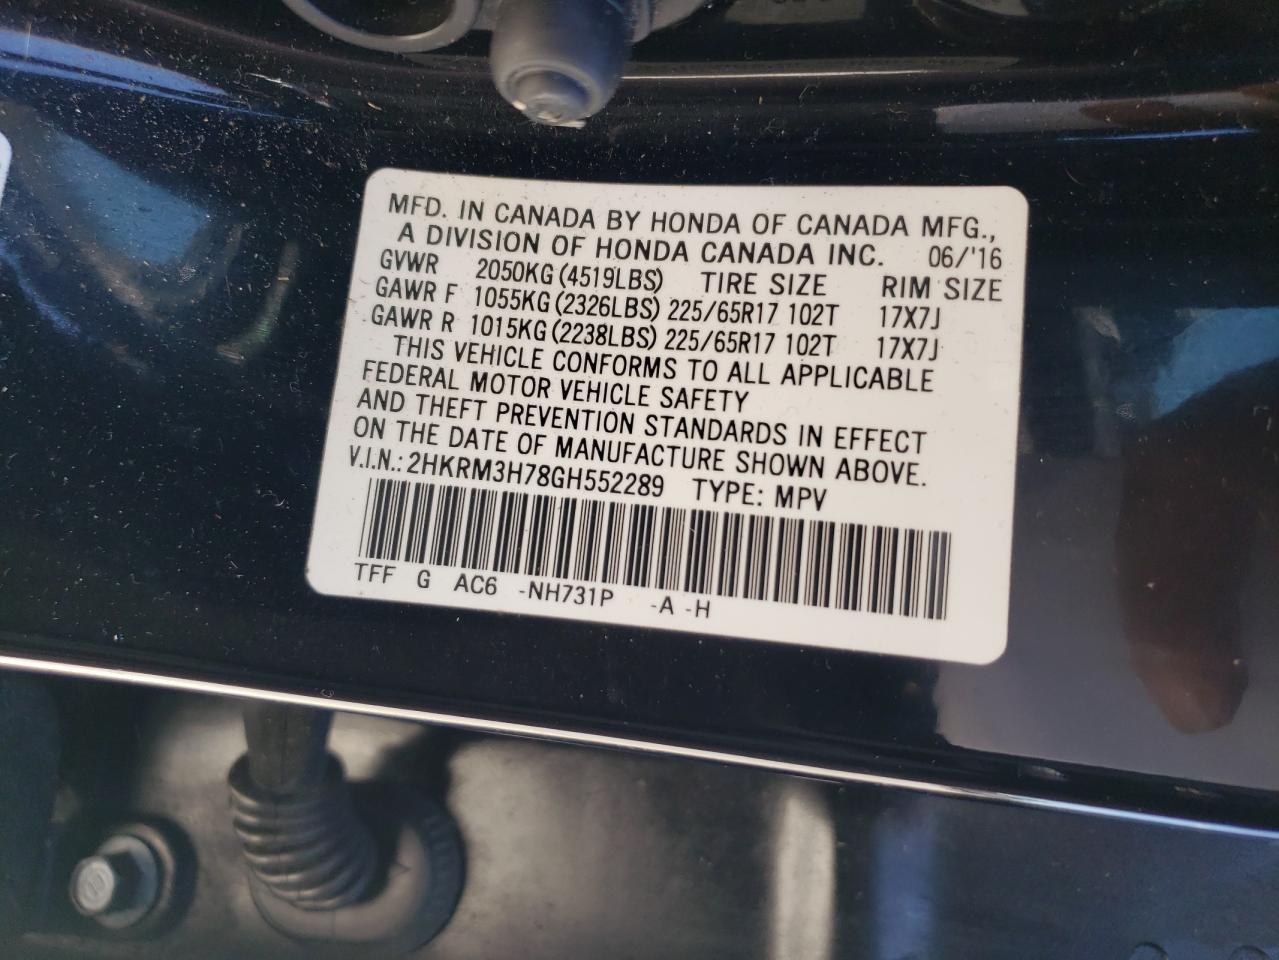 MFD. IN CANADA BY HONDA OF CANADA MFG.,
A DIVISION OF HONDA CANADA INC. 06/'16
GVWR 2050KG (4519LBS) TIRE SIZE RIM SIZE
GAWR F 1055KG (2326LBS) 225/65R17 102T 17X7J
GAWR R 1015KG (2238LBS) 225/65R17 102T 17X7J
THIS VEHICLE CONFORMS TO ALL APPLICABLE
FEDERAL MOTOR VEHICLE SAFETY
AND THEFT PREVENTION STANDARDS IN EFFECT
ON THE DATE OF MANUFACTURE SHOWN ABOVE.
V.I.N.: 2HKRM3H78GH552289 TYPE: MPV
TFF G AC6 -NH731P -A -H